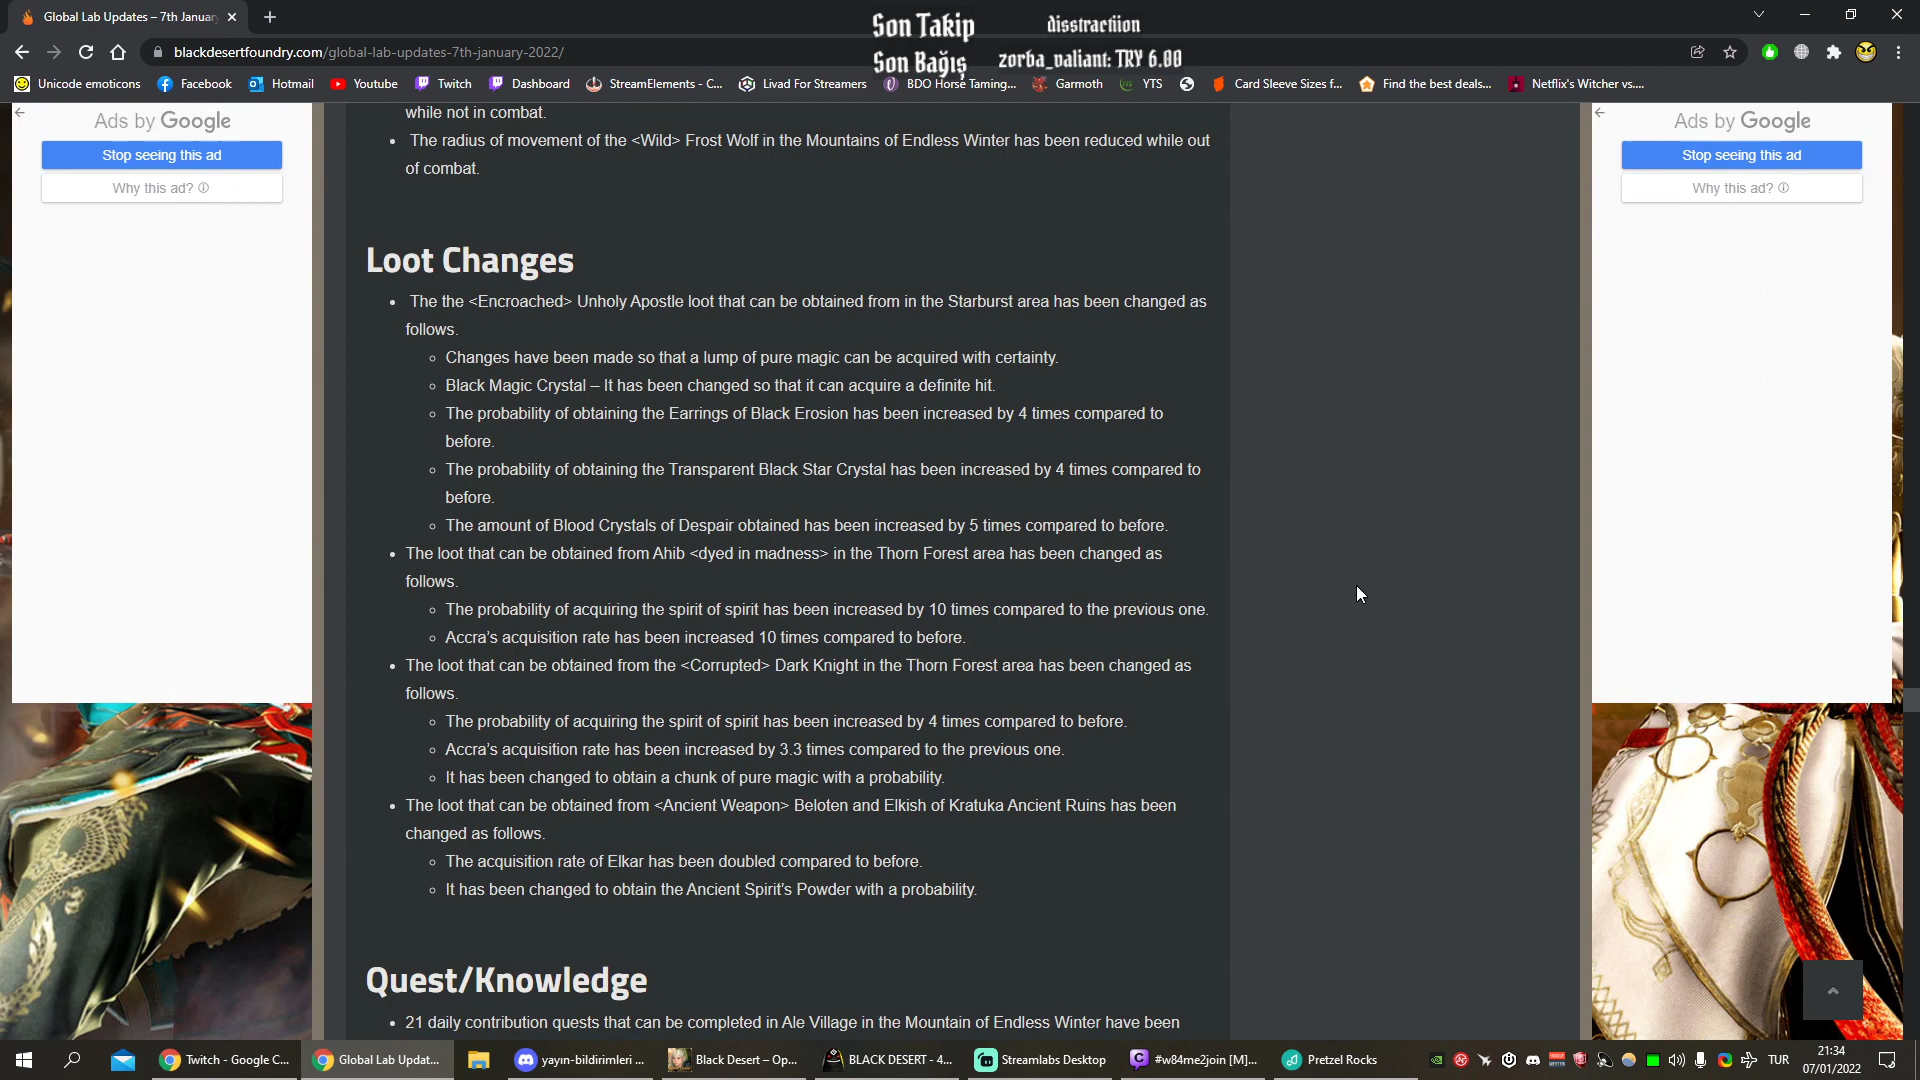 Global Lab Updates – 7th Januar
Son Takip
disstractiion
Son Bağış
zorba_valiant: TRY 6.00
blackdesertfoundry.com/global-lab-updates-7th-january-2022/
Unicode emoticons
Facebook
Hotmail
Youtube
Twitch
Dashboard
StreamElements - C...
Livad For Streamers
BDO Horse Taming...
Garmoth
YTS
Card Sleeve Sizes f...
Find the best deals...
Netflix's Witcher vs....
Ads by Google
Stop seeing this ad
Why this ad?
while not in combat.
• The radius of movement of the <Wild> Frost Wolf in the Mountains of Endless Winter has been reduced while out
of combat.
Loot Changes
• The the <Encroached> Unholy Apostle loot that can be obtained from in the Starburst area has been changed as
follows.
◦ Changes have been made so that a lump of pure magic can be acquired with certainty.
◦ Black Magic Crystal – It has been changed so that it can acquire a definite hit.
◦ The probability of obtaining the Earrings of Black Erosion has been increased by 4 times compared to
before.
◦ The probability of obtaining the Transparent Black Star Crystal has been increased by 4 times compared to
before.
◦ The amount of Blood Crystals of Despair obtained has been increased by 5 times compared to before.
• The loot that can be obtained from Ahib <dyed in madness> in the Thorn Forest area has been changed as
follows.
◦ The probability of acquiring the spirit of spirit has been increased by 10 times compared to the previous one.
◦ Accra's acquisition rate has been increased 10 times compared to before.
• The loot that can be obtained from the <Corrupted> Dark Knight in the Thorn Forest area has been changed as
follows.
◦ The probability of acquiring the spirit of spirit has been increased by 4 times compared to before.
◦ Accra's acquisition rate has been increased by 3.3 times compared to the previous one.
◦ It has been changed to obtain a chunk of pure magic with a probability.
• The loot that can be obtained from <Ancient Weapon> Beloten and Elkish of Kratuka Ancient Ruins has been
changed as follows.
◦ The acquisition rate of Elkar has been doubled compared to before.
◦ It has been changed to obtain the Ancient Spirit's Powder with a probability.
Quest/Knowledge
• 21 daily contribution quests that can be completed in Ale Village in the Mountain of Endless Winter have been
Ads by Google
Stop seeing this ad
Why this ad?
Twitch - Google C...
Global Lab Updat...
yayın-bildirimleri ...
Black Desert – Op...
BLACK DESERT - 4...
Streamlabs Desktop
#w84me2join [M]...
Pretzel Rocks
TUR
21:34
07/01/2022